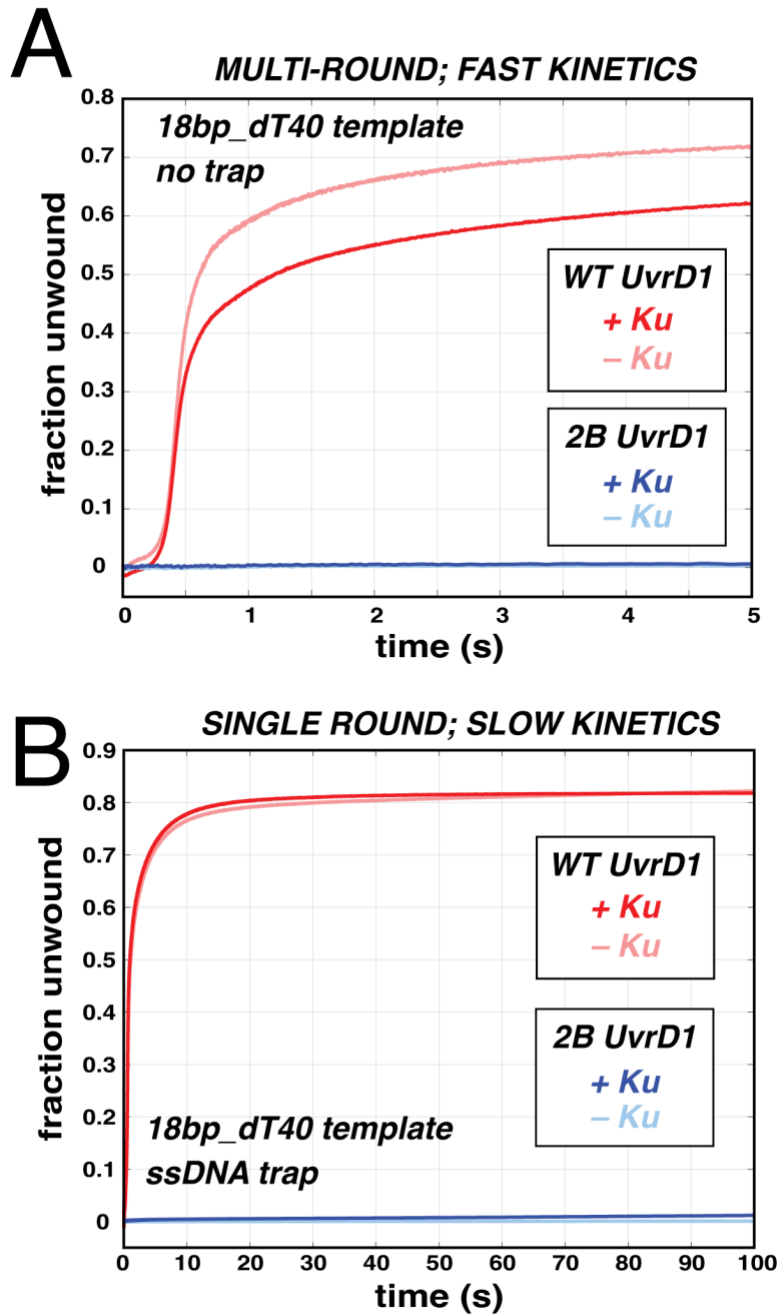 A
MULTI-ROUND; FAST KINETICS
0.8
0.7
0.6
0.5
0.4
0.3
0.2
0.1
0
fraction unwound
18bp_dT40 template
no trap
WT UvrD1
+ Ku
– Ku
2B UvrD1
+ Ku
– Ku
0 1 2 3 4 5
time (s)
B
SINGLE ROUND; SLOW KINETICS
0.9
0.8
0.7
0.6
0.5
0.4
0.3
0.2
0.1
0
fraction unwound
WT UvrD1
+ Ku
– Ku
2B UvrD1
+ Ku
– Ku
18bp_dT40 template
ssDNA trap
0 10 20 30 40 50 60 70 80 90 100
time (s)